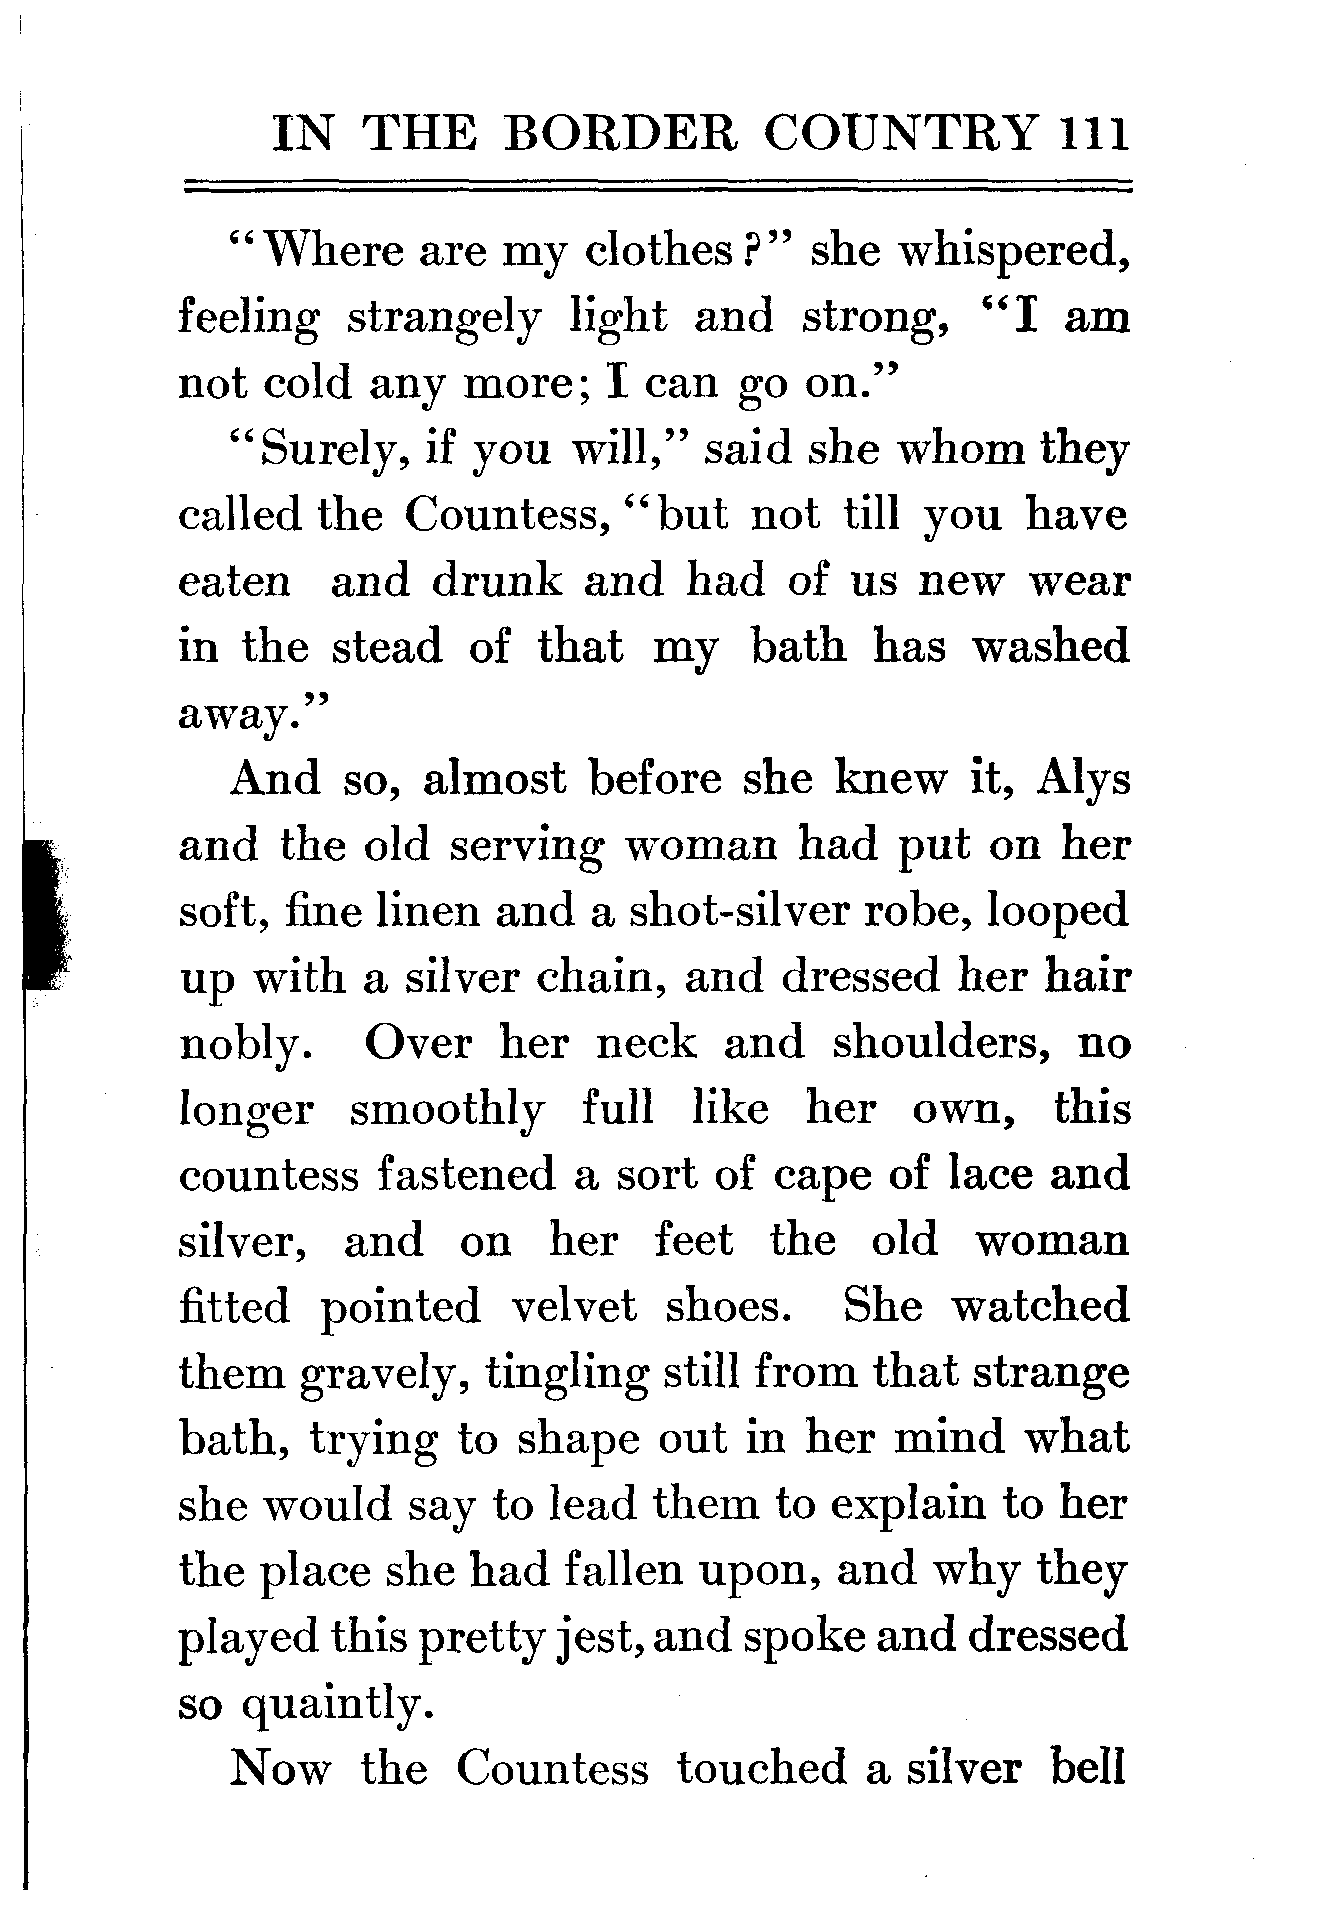 IN THE BORDER COUNTRY 111
“Where are my clothes?” she whispered,
feeling strangely light and strong, “I am
not cold any more; I can go on.”
“Surely, if you will,” said she whom they
called the Countess, “but not till you have
eaten and drunk and had of us new wear
in the stead of that my bath has washed
away.”
And so, almost before she knew it, Alys
and the old serving woman had put on her
soft, fine linen and a shot-silver robe, looped
up with a silver chain, and dressed her hair
nobly. Over her neck and shoulders, no
longer smoothly full like her own, this
countess fastened a sort of cape of lace and
silver, and on her feet the old woman
fitted pointed velvet shoes. She watched
them gravely, tingling still from that strange
bath, trying to shape out in her mind what
she would say to lead them to explain to her
the place she had fallen upon, and why they
played this pretty jest, and spoke and dressed
so quaintly.
Now the Countess touched a silver bell